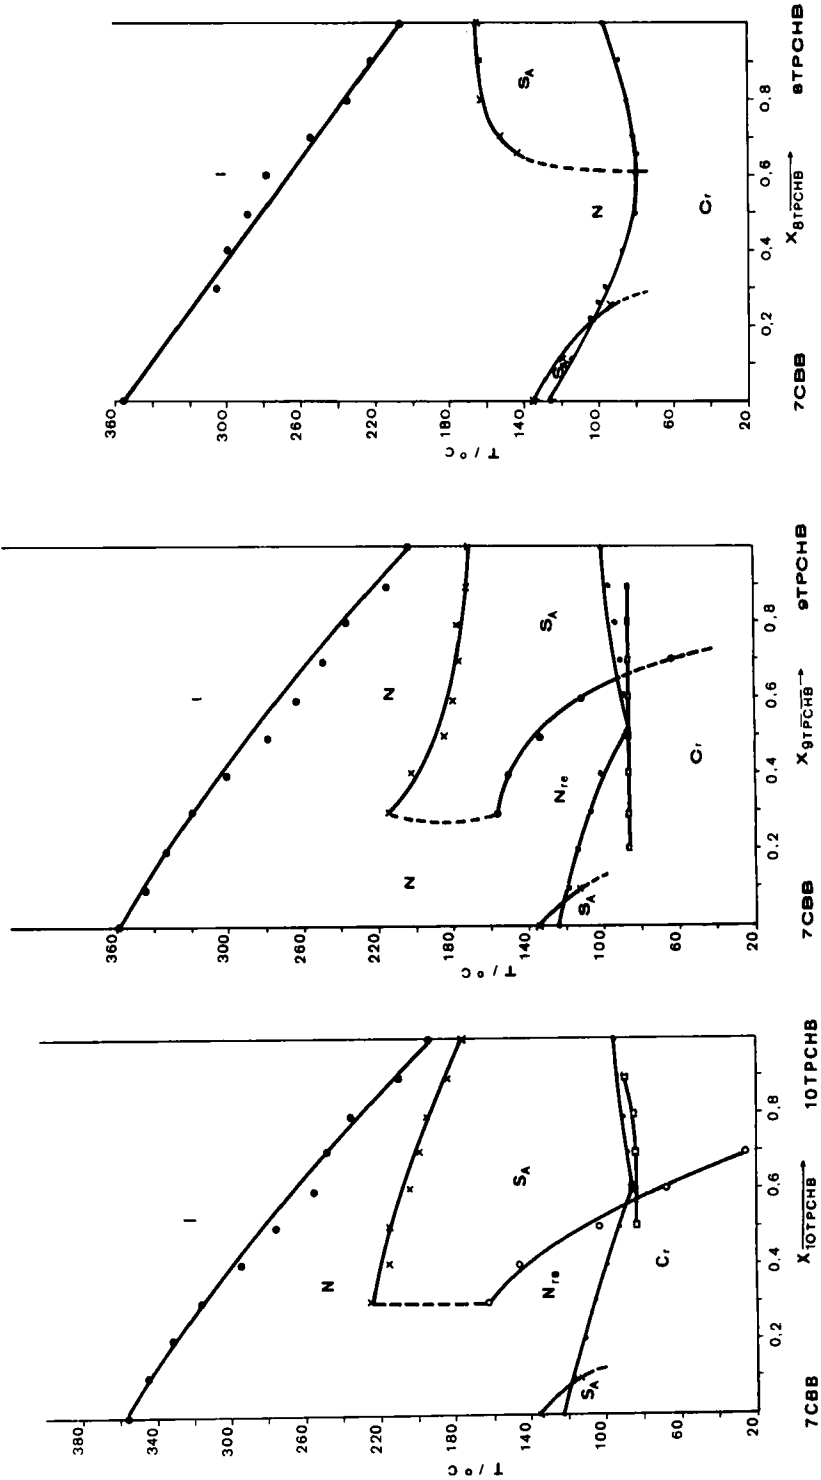 380
340
300
260
220
180
140
100
60
20
T / °C
I
N
SA
Nre
SA
Cr
0.2
0.4
0.6
0.8
7CBB
X10TPCHB
10TPCHB
360
300
260
220
180
140
100
60
20
T / °C
I
N
N
SA
Nre
SA
Cr
0.2
0.4
0.6
0.8
7CBB
X9TPCHB
9TPCHB
360
300
260
220
180
140
100
60
20
T / °C
I
SA
N
SA
Cr
0.2
0.4
0.6
0.8
7CBB
X8TPCHB
8TPCHB